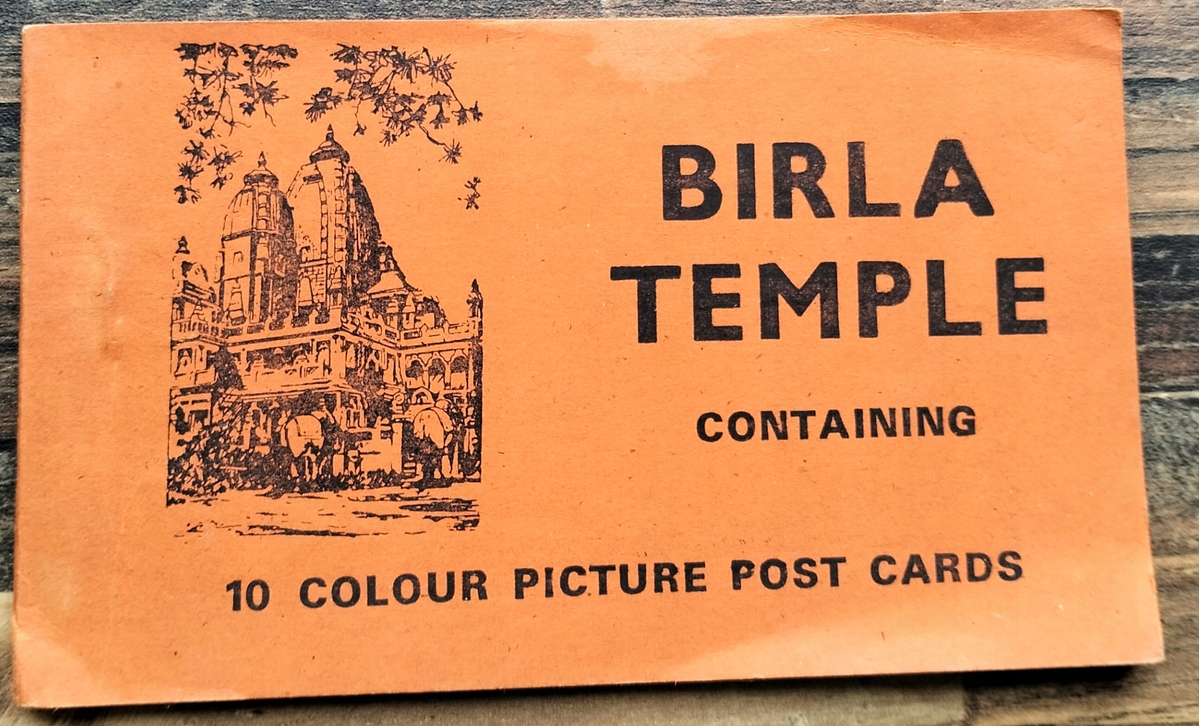 BIRLA
TEMPLE
CONTAINING
10 COLOUR PICTURE POST CARDS